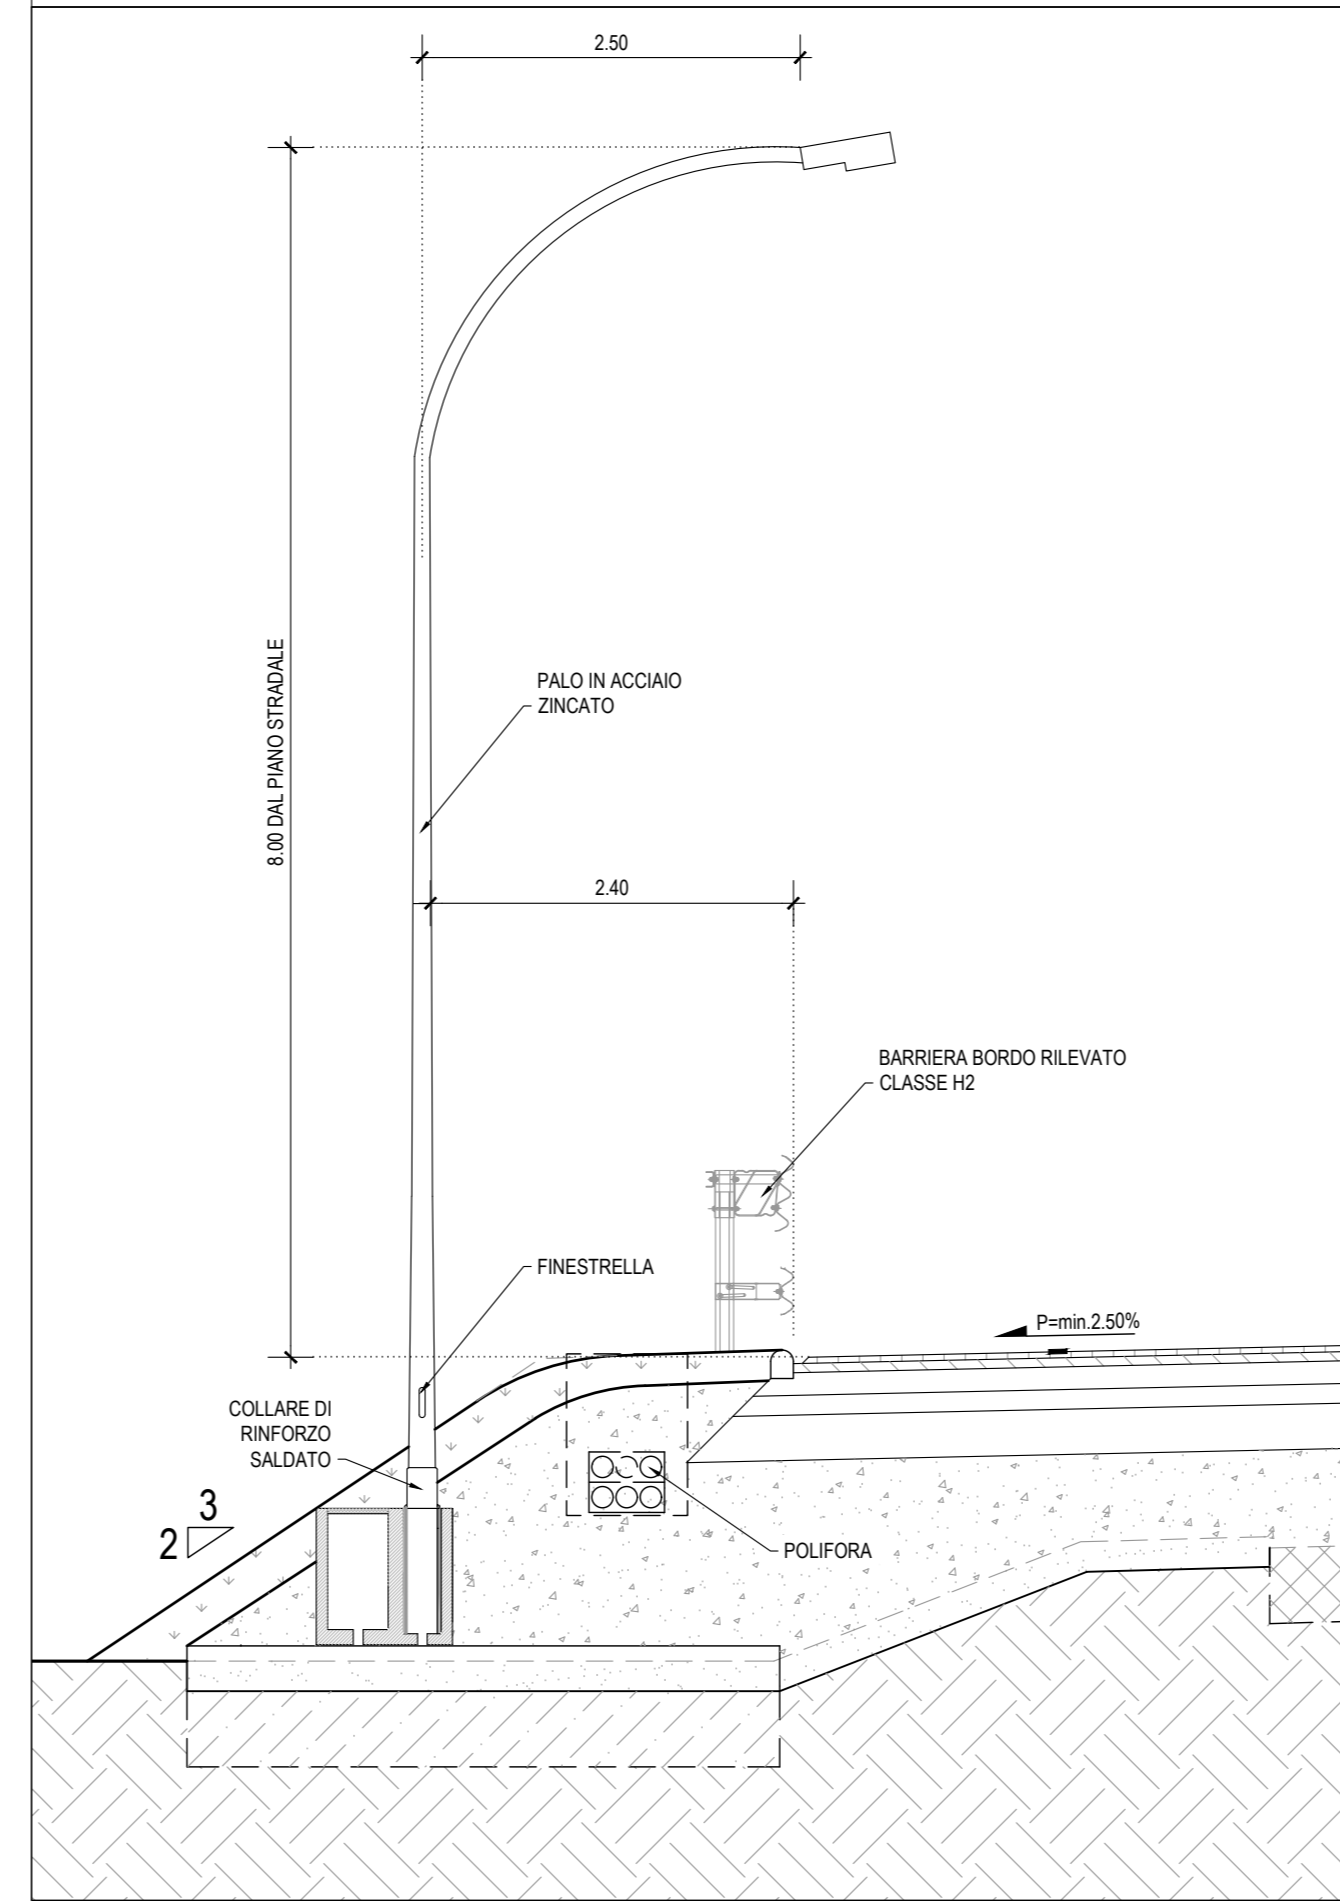 2.50
8.00 DAL PIANO STRADALE
PALO IN ACCIAIO
ZINCATO
2.40
BARRIERA BORDO RILEVATO
CLASSE H2
FINESTRELLA
P=min.2.50%
COLLARE DI
RINFORZO
SALDATO
3
2
POLIFORA